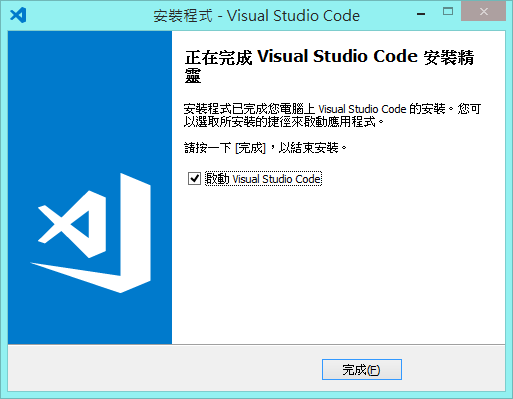 安裝程式 - Visual Studio Code
正在完成 Visual Studio Code 安裝精
靈
安裝程式已完成您電腦上 Visual Studio Code 的安裝。您可
以選取所安裝的捷徑來啟動應用程式。
請按一下 [完成]，以結束安裝。
啟動 Visual Studio Code
完成(F)